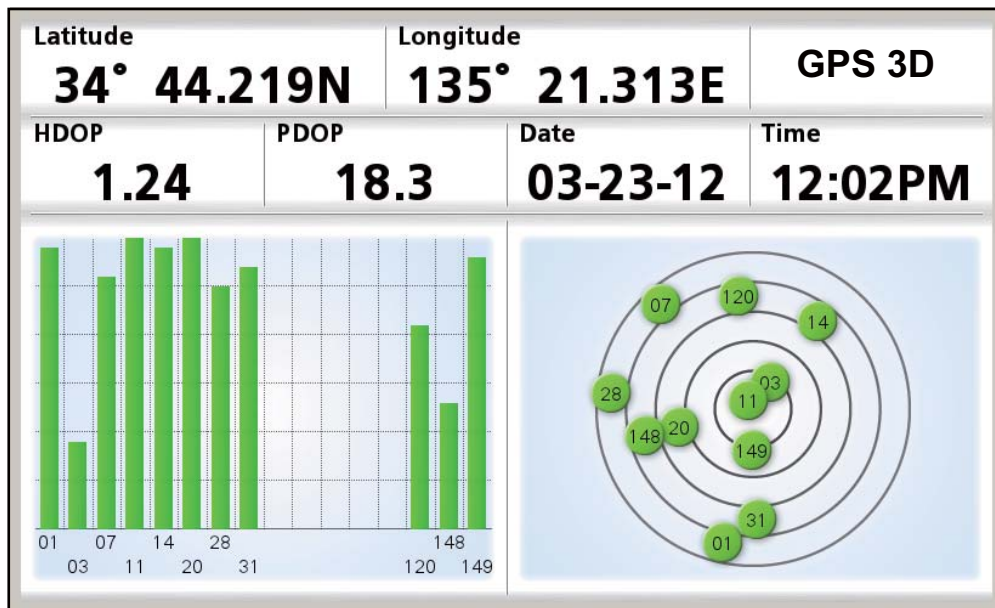 Latitude Longitude
34° 44.219N 135° 21.313E GPS 3D
HDOP PDOP Date Time
1.24 18.3 03-23-12 12:02PM
01 07 14 28 148
03 11 20 31 120 149
07 120 14
28 03 11
148 20 149
31
01